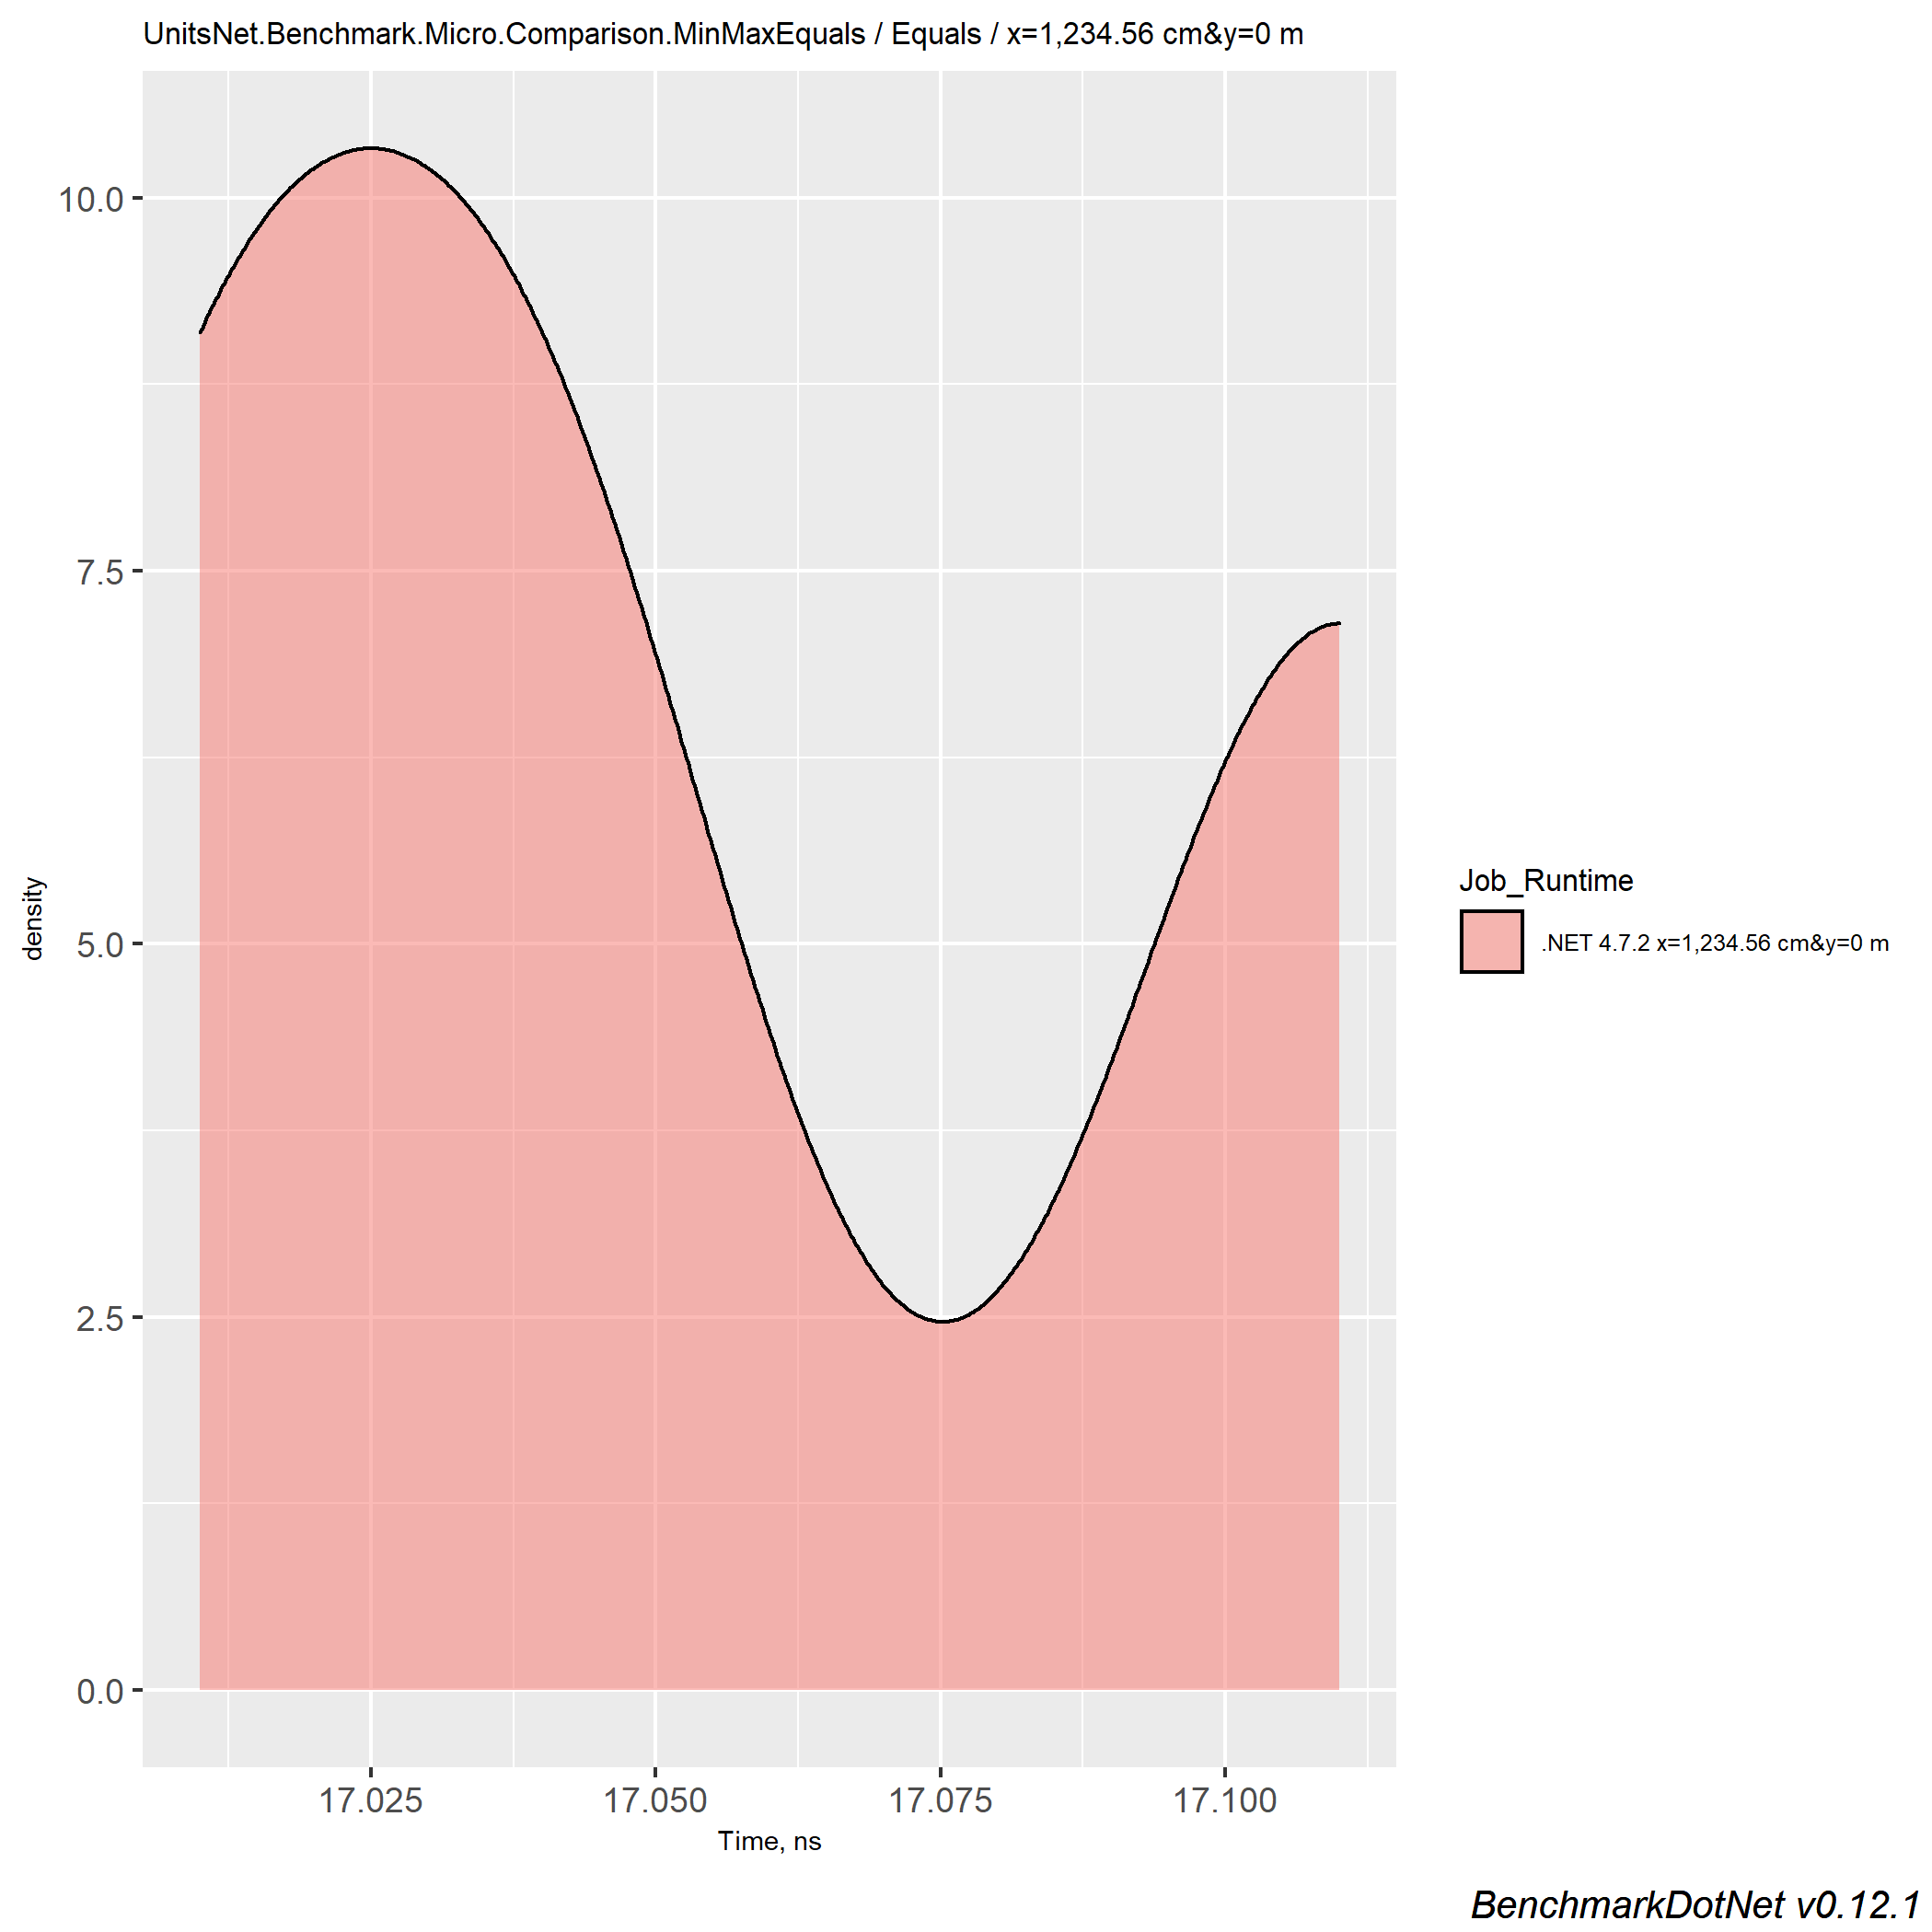 UnitsNet.Benchmark.Micro.Comparison.MinMaxEquals / Equals / x=1,234.56 cm&y=0 m
10.0
7.5
5.0
2.5
0.0
density
17.025 17.050 17.075 17.100
Time, ns
Job_Runtime
.NET 4.7.2 x=1,234.56 cm&y=0 m
BenchmarkDotNet v0.12.1